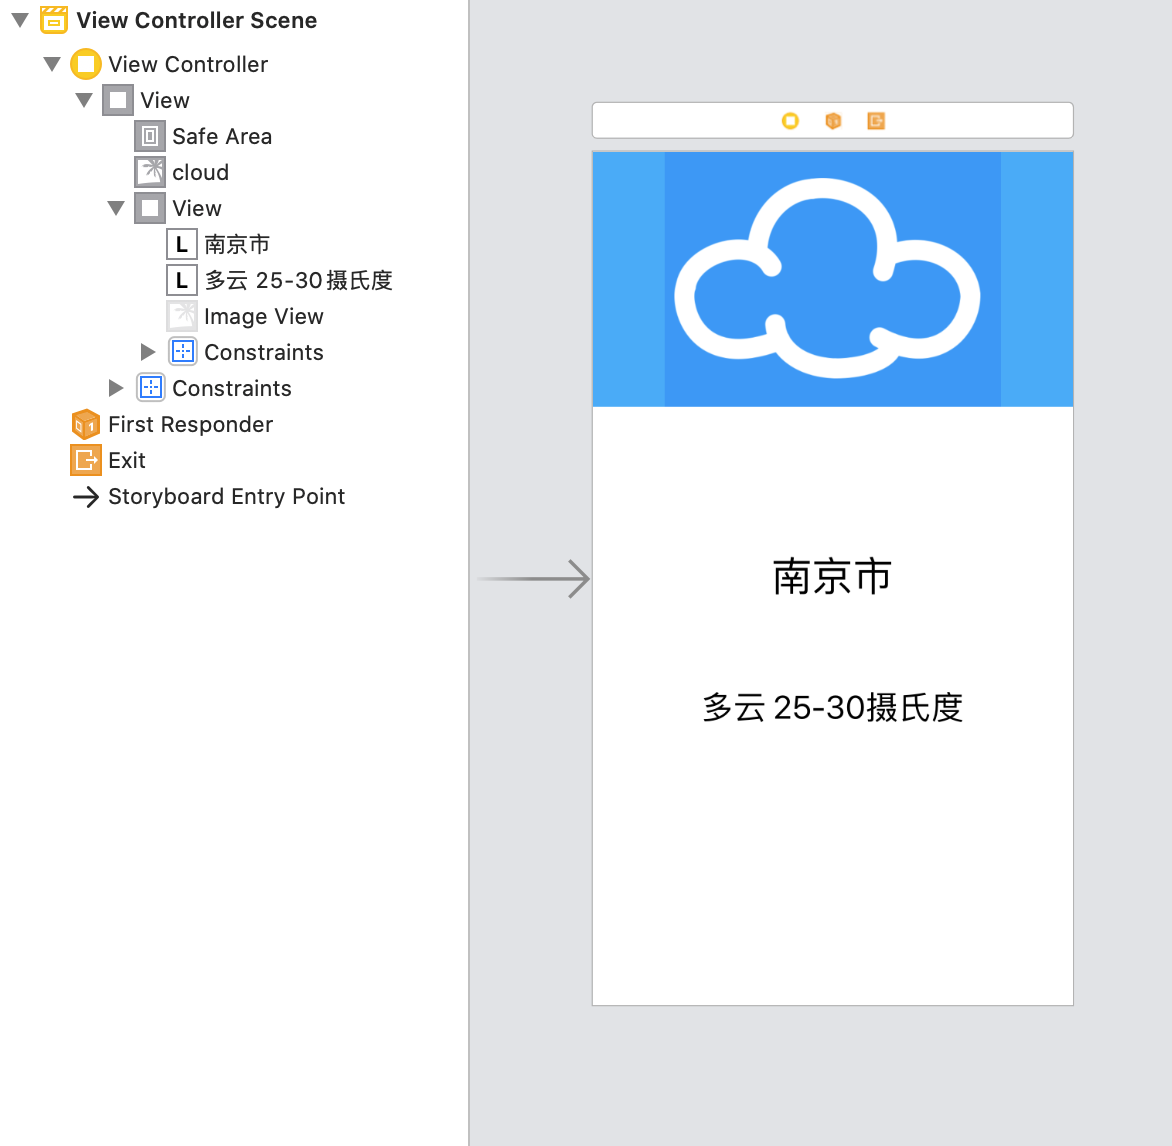 View Controller Scene
View Controller
View
Safe Area
cloud
View
L 南京市
L 多云 25-30摄氏度
Image View
Constraints
Constraints
1
First Responder
Exit
Storyboard Entry Point
南京市
多云 25-30摄氏度